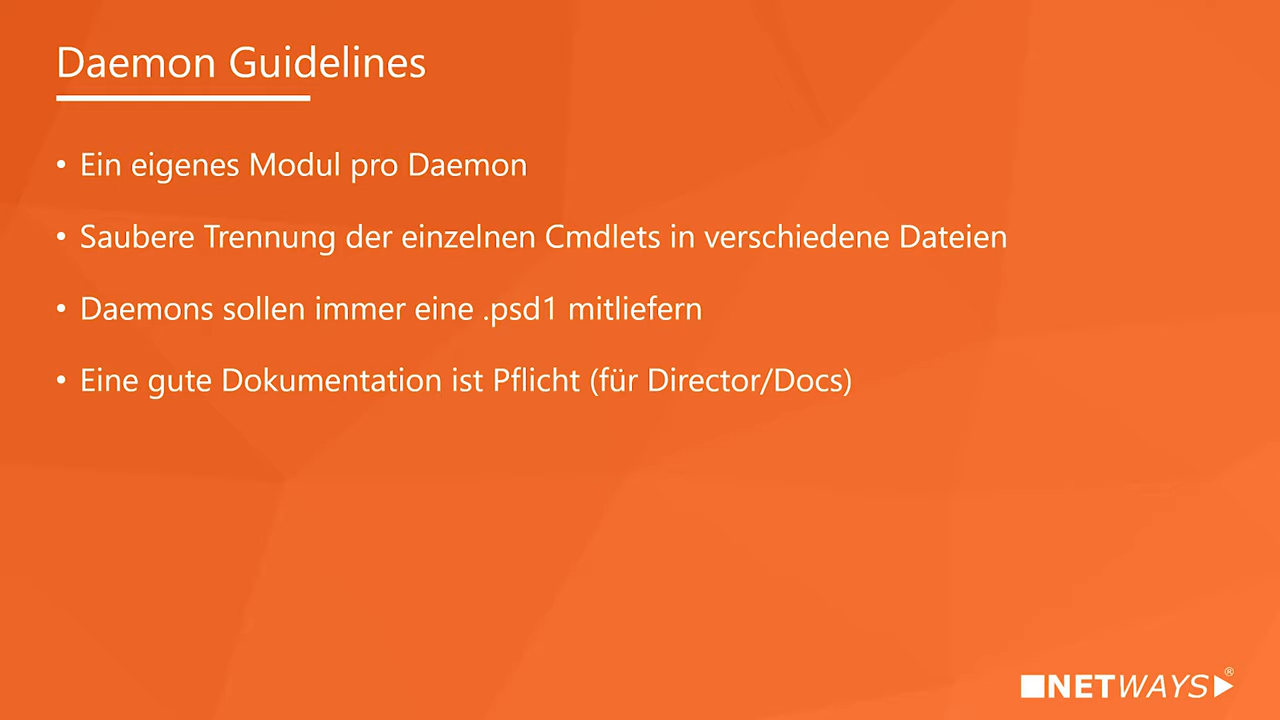 Daemon Guidelines
• Ein eigenes Modul pro Daemon
• Saubere Trennung der einzelnen Cmdlets in verschiedene Dateien
• Daemons sollen immer eine .psd1 mitliefern
• Eine gute Dokumentation ist Pflicht (für Director/Docs)
NETWAYS®